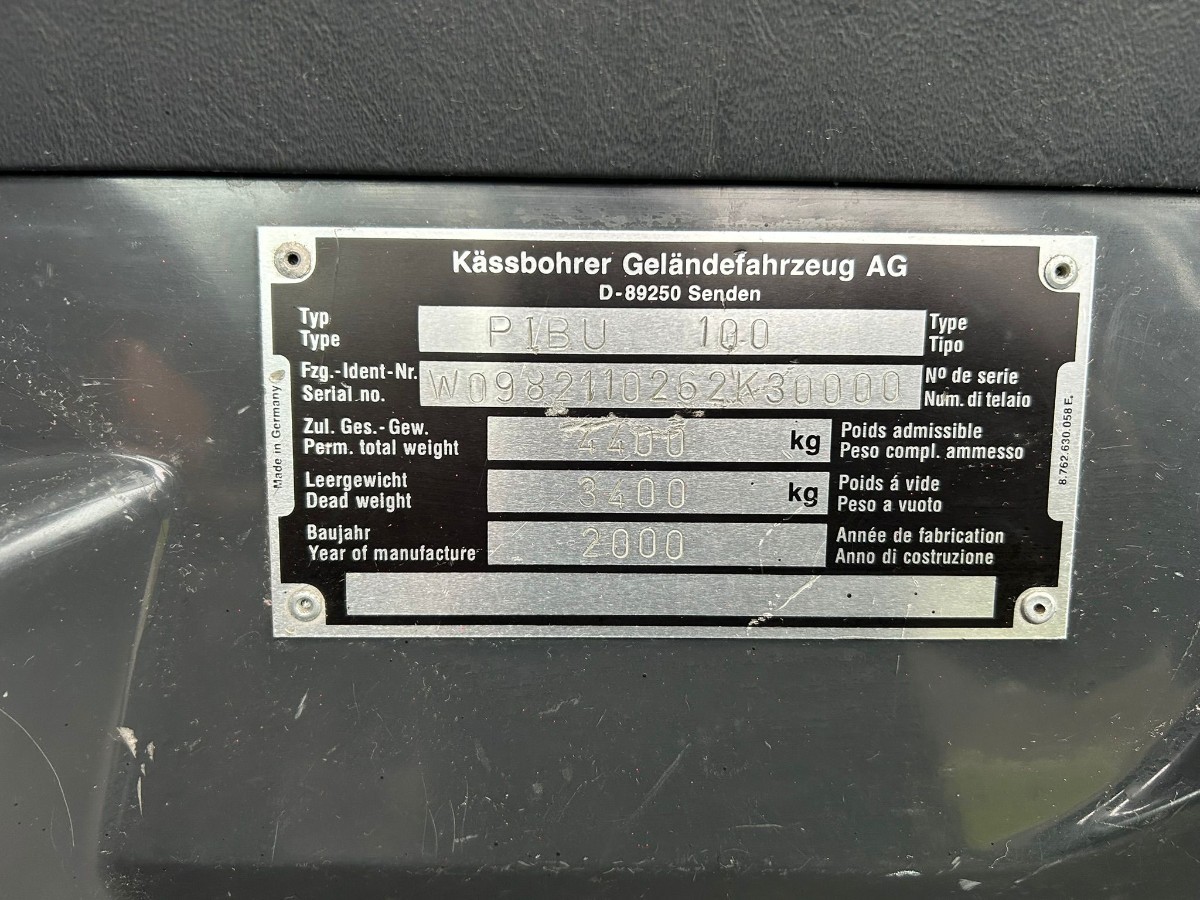 Kässbohrer Geländefahrzeug AG
D-89250 Senden
Typ
Type
PIBU 100
Type
Tipo
Fzg.-Ident-Nr.
Serial no.
W0982110262K30000
Nº de serie
Num. di telaio
Zul. Ges.-Gew.
Perm. total weight
4400 kg
Poids admissible
Peso compl. ammesso
Leergewicht
Dead weight
3400 kg
Poids á vide
Peso a vuoto
Baujahr
Year of manufacture
2000
Année de fabrication
Anno di costruzione
Made in Germany
8.762.630.058 E.